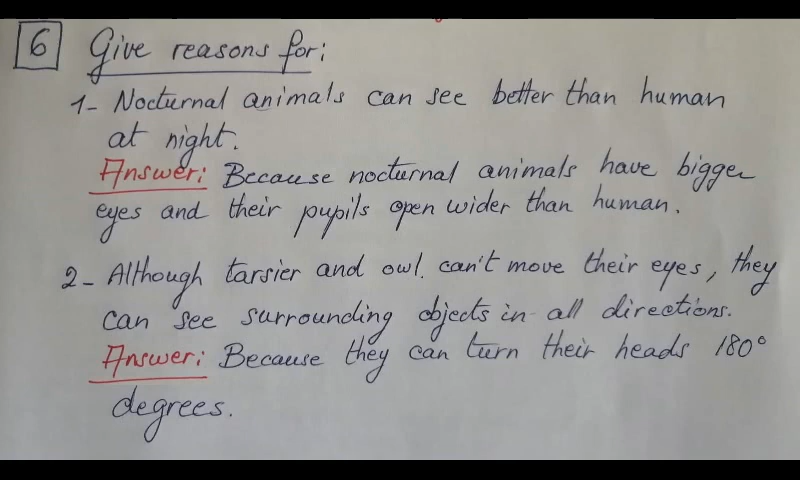 6 Give reasons for:
1- Nocturnal animals can see better than human
at night.
Answer: Because nocturnal animals have bigger
eyes and their pupils open wider than human.
2- Although tarsier and owl. can't move their eyes, they
can see surrounding objects in all directions.
Answer: Because they can turn their heads 180°
degrees.